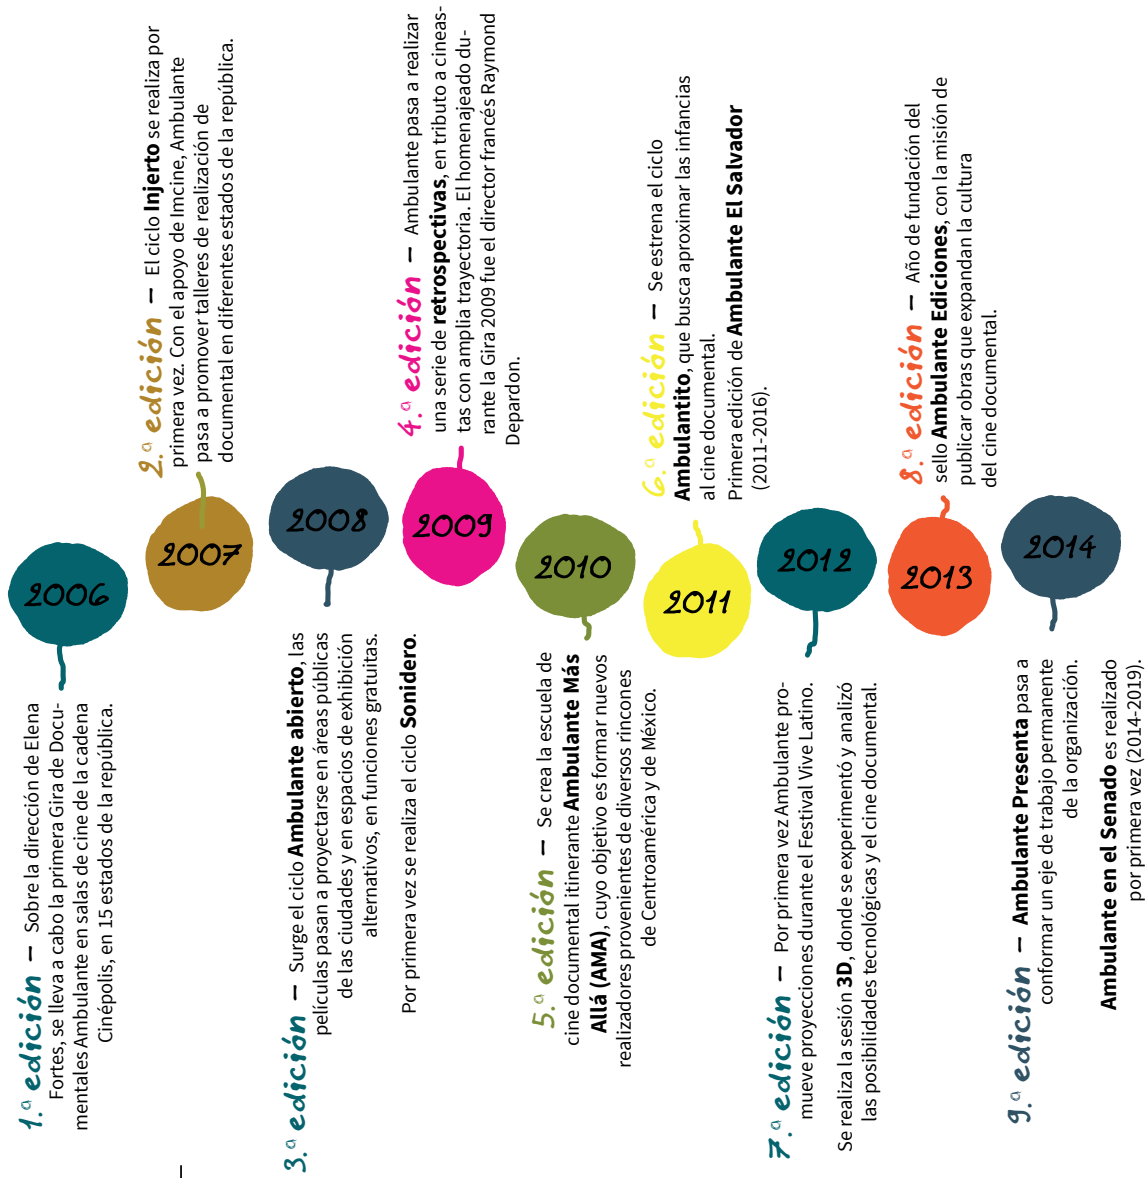 2006
1.ª edición — Sobre la dirección de Elena
Fortes, se lleva a cabo la primera Gira de Docu-
mentales Ambulante en salas de cine de la cadena
Cinépolis, en 15 estados de la república.
2007
2.ª edición — El ciclo Injerto se realiza por
primera vez. Con el apoyo de Imcine, Ambulante
pasa a promover talleres de realización de
documental en diferentes estados de la república.
2008
3.ª edición — Surge el ciclo Ambulante abierto, las
películas pasan a proyectarse en áreas públicas
de las ciudades y en espacios de exhibición
alternativos, en funciones gratuitas.
Por primera vez se realiza el ciclo Sonidero.
2009
4.ª edición — Ambulante pasa a realizar
una serie de retrospectivas, en tributo a cineas-
tas con amplia trayectoria. El homenajeado du-
rante la Gira 2009 fue el director francés Raymond
Depardon.
2010
5.ª edición — Se crea la escuela de
cine documental itinerante Ambulante Más
Allá (AMA), cuyo objetivo es formar nuevos
realizadores provenientes de diversos rincones
de Centroamérica y de México.
2011
6.ª edición — Se estrena el ciclo
Ambulantito, que busca aproximar las infancias
al cine documental.
Primera edición de Ambulante El Salvador
(2011-2016).
2012
7.ª edición — Por primera vez Ambulante pro-
mueve proyecciones durante el Festival Vive Latino.
Se realiza la sesión 3D, donde se experimentó y analizó
las posibilidades tecnológicas y el cine documental.
2013
8.ª edición — Año de fundación del
sello Ambulante Ediciones, con la misión de
publicar obras que expandan la cultura
del cine documental.
2014
9.ª edición — Ambulante Presenta pasa a
conformar un eje de trabajo permanente
de la organización.
Ambulante en el Senado es realizado
por primera vez (2014-2019).